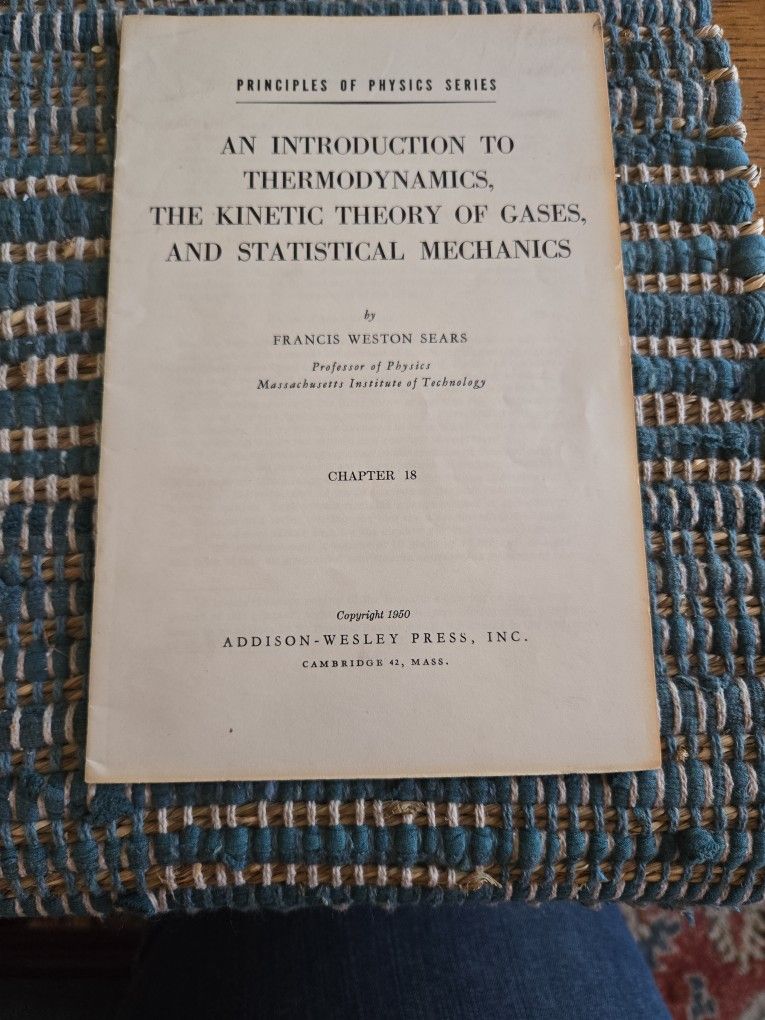 PRINCIPLES OF PHYSICS SERIES
AN INTRODUCTION TO
THERMODYNAMICS,
THE KINETIC THEORY OF GASES,
AND STATISTICAL MECHANICS
by
FRANCIS WESTON SEARS
Professor of Physics
Massachusetts Institute of Technology
CHAPTER 18
Copyright 1950
ADDISON-WESLEY PRESS, INC.
CAMBRIDGE 42, MASS.